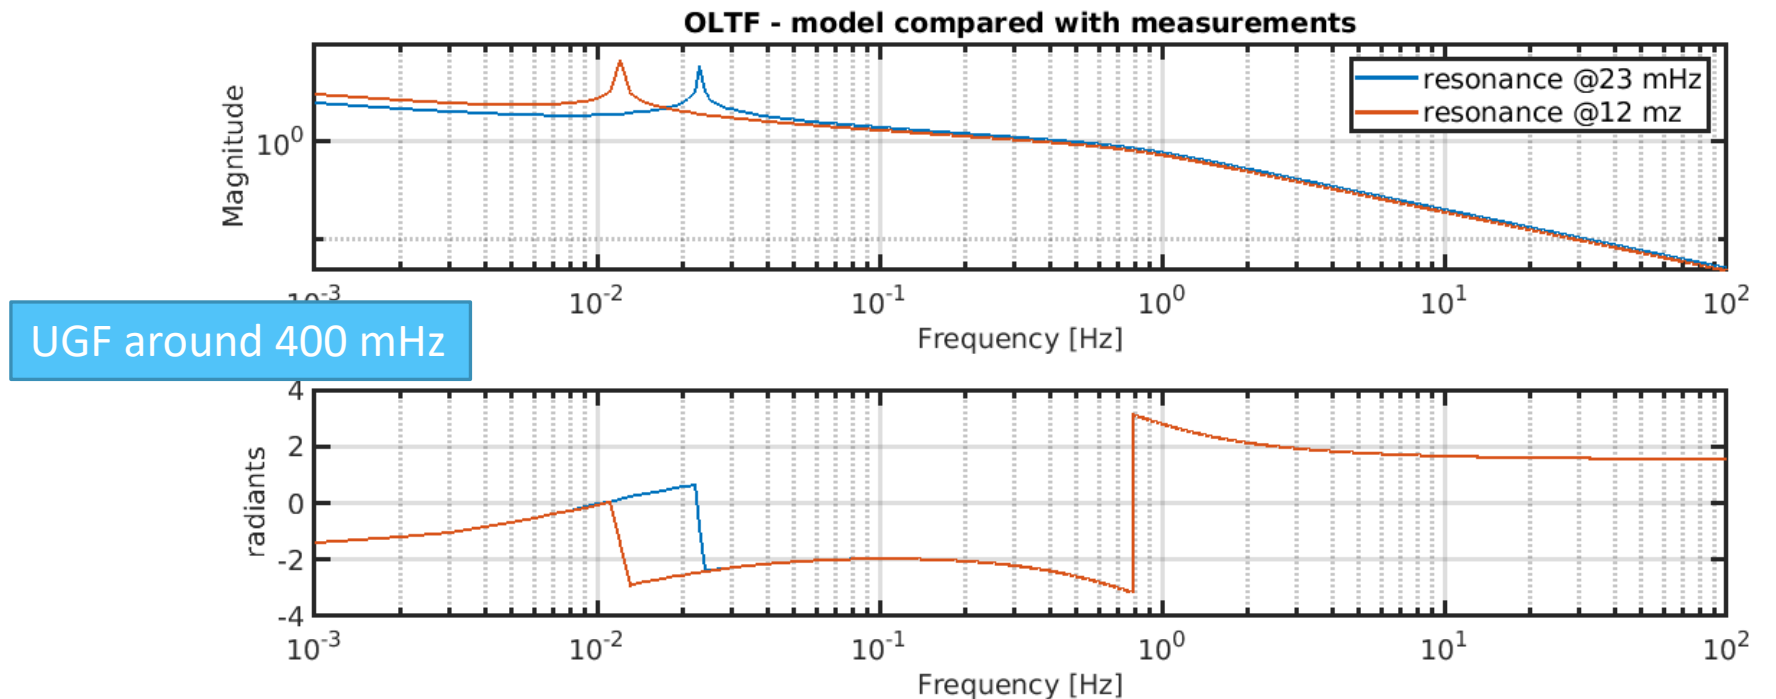 OLTF - model compared with measurements
resonance @23 mHz
resonance @12 mz
Magnitude
10^0
10^-3 10^-2 10^-1 10^0 10^1 10^2
Frequency [Hz]
UGF around 400 mHz
radiants
4
2
0
-2
-4
10^-3 10^-2 10^-1 10^0 10^1 10^2
Frequency [Hz]